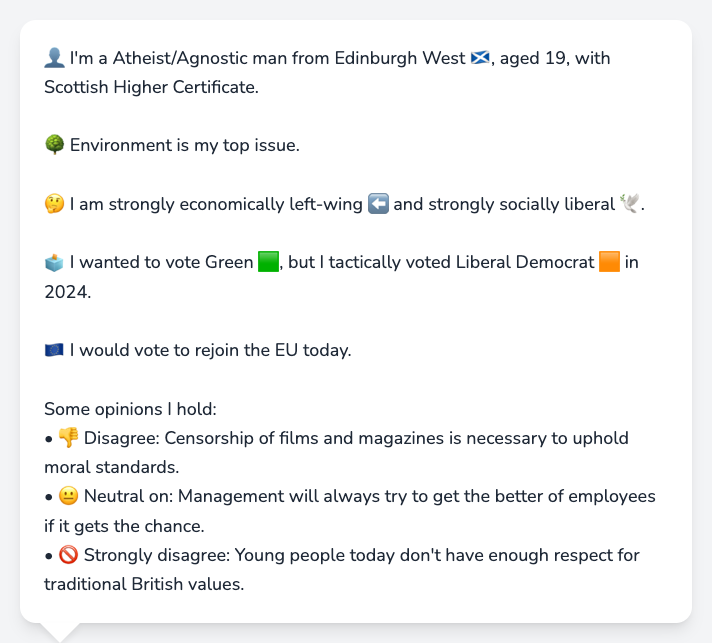 👤 I'm a Atheist/Agnostic man from Edinburgh West 🏴󠁧󠁢󠁳󠁣󠁴󠁿, aged 19, with
Scottish Higher Certificate.
🌳 Environment is my top issue.
🤔 I am strongly economically left-wing ⬅️ and strongly socially liberal 🕊️.
🗳️ I wanted to vote Green 🟩, but I tactically voted Liberal Democrat 🟧 in
2024.
🇪🇺 I would vote to rejoin the EU today.
Some opinions I hold:
• 👎 Disagree: Censorship of films and magazines is necessary to uphold
moral standards.
• 😐 Neutral on: Management will always try to get the better of employees
if it gets the chance.
• 🚫 Strongly disagree: Young people today don't have enough respect for
traditional British values.